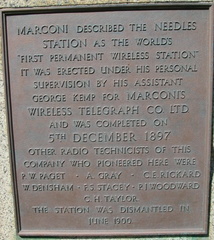 MARCONI DESCRIBED THE NEEDLES
STATION AS THE WORLD'S
"FIRST PERMANENT WIRELESS STATION"
IT WAS ERECTED UNDER HIS PERSONAL
SUPERVISION BY HIS ASSISTANT
GEORGE KEMP FOR MARCONI'S
WIRELESS TELEGRAPH CO LTD
AND WAS COMPLETED ON
5TH DECEMBER 1897
OTHER RADIO TECHNICISTS OF THIS
COMPANY WHO PIONEERED HERE WERE
P.W. PAGET · A. GRAY · C.E. RICKARD
W. DENSHAM · F.S. STACEY · P.J. WOODWARD
C.H. TAYLOR
THE STATION WAS DISMANTLED IN
JUNE 1900